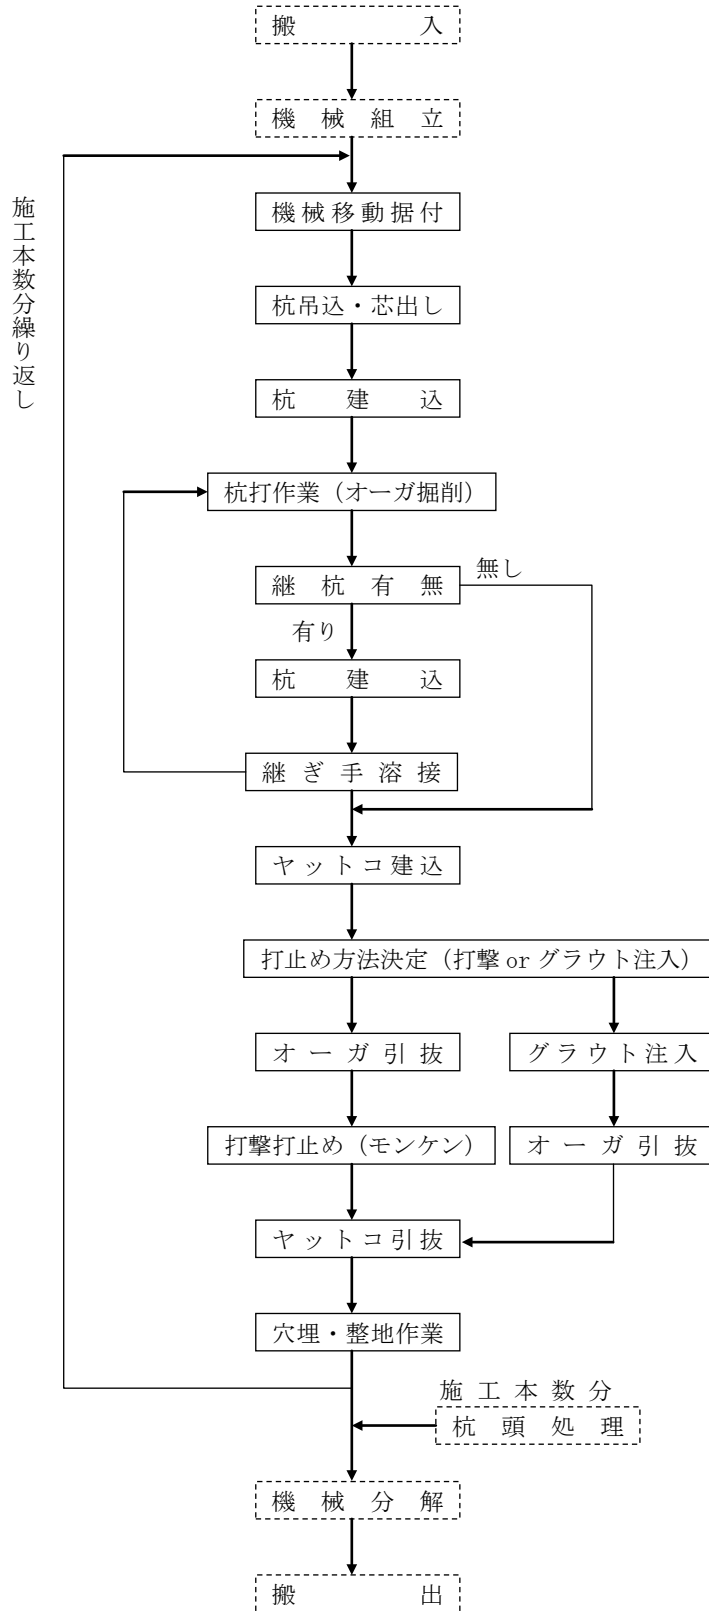 搬入
機械組立
施工本数分繰り返し
機械移動据付
杭吊込・芯出し
杭建込
杭打作業（オーガ掘削）
継杭有無
無し
有り
杭建込
継ぎ手溶接
ヤットコ建込
打止め方法決定（打撃 or グラウト注入）
オーガ引抜
グラウト注入
打撃打止め（モンケン）
オーガ引抜
ヤットコ引抜
穴埋・整地作業
施工本数分
杭頭処理
機械分解
搬出